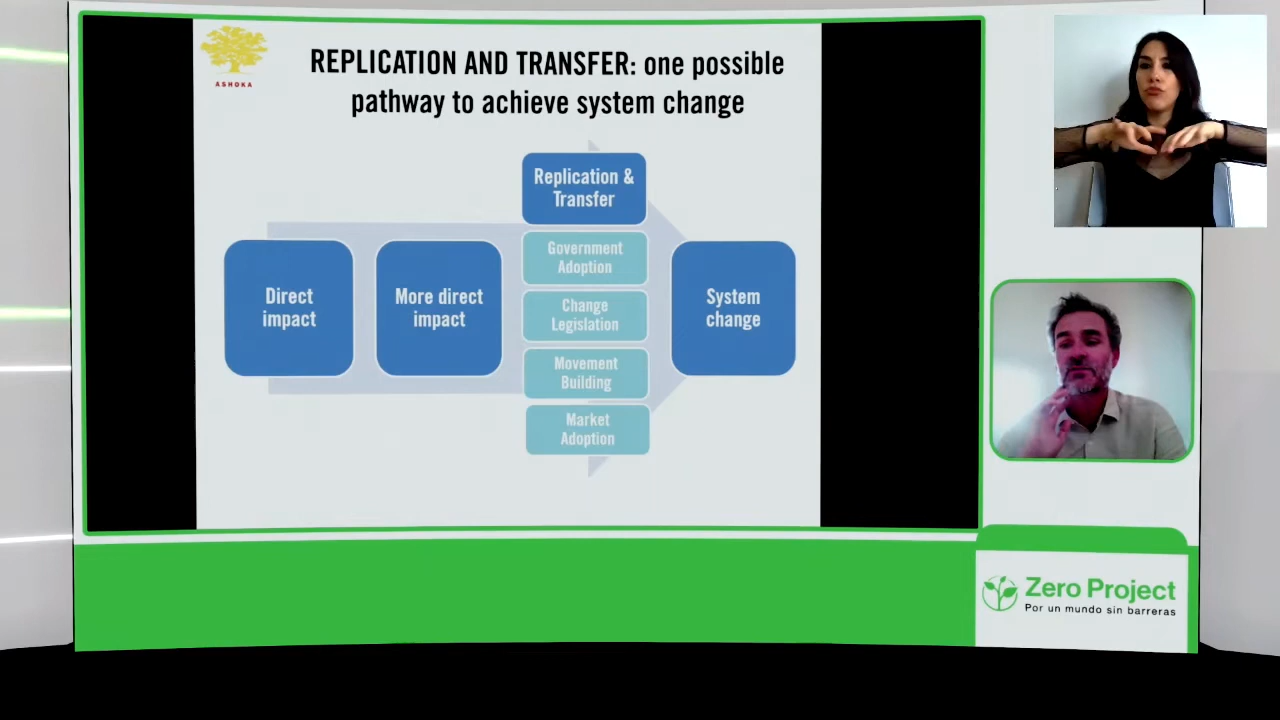 ASHOKA
REPLICATION AND TRANSFER: one possible
pathway to achieve system change
Direct
impact
More direct
impact
Replication &
Transfer
Government
Adoption
Change
Legislation
Movement
Building
Market
Adoption
System
change
Zero Project
Por un mundo sin barreras